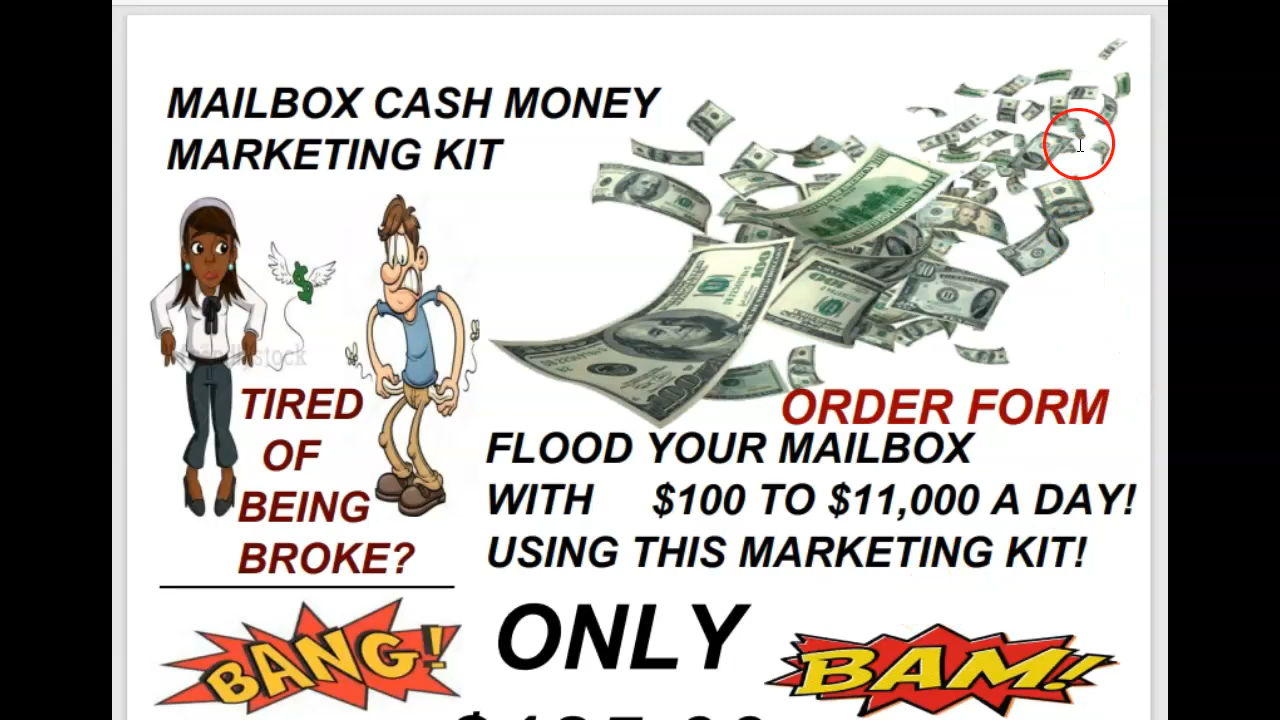 MAILBOX CASH MONEY
MARKETING KIT
TIRED
OF
BEING
BROKE?
ORDER FORM
FLOOD YOUR MAILBOX
WITH $100 TO $11,000 A DAY!
USING THIS MARKETING KIT!
BANG!
ONLY
BAM!